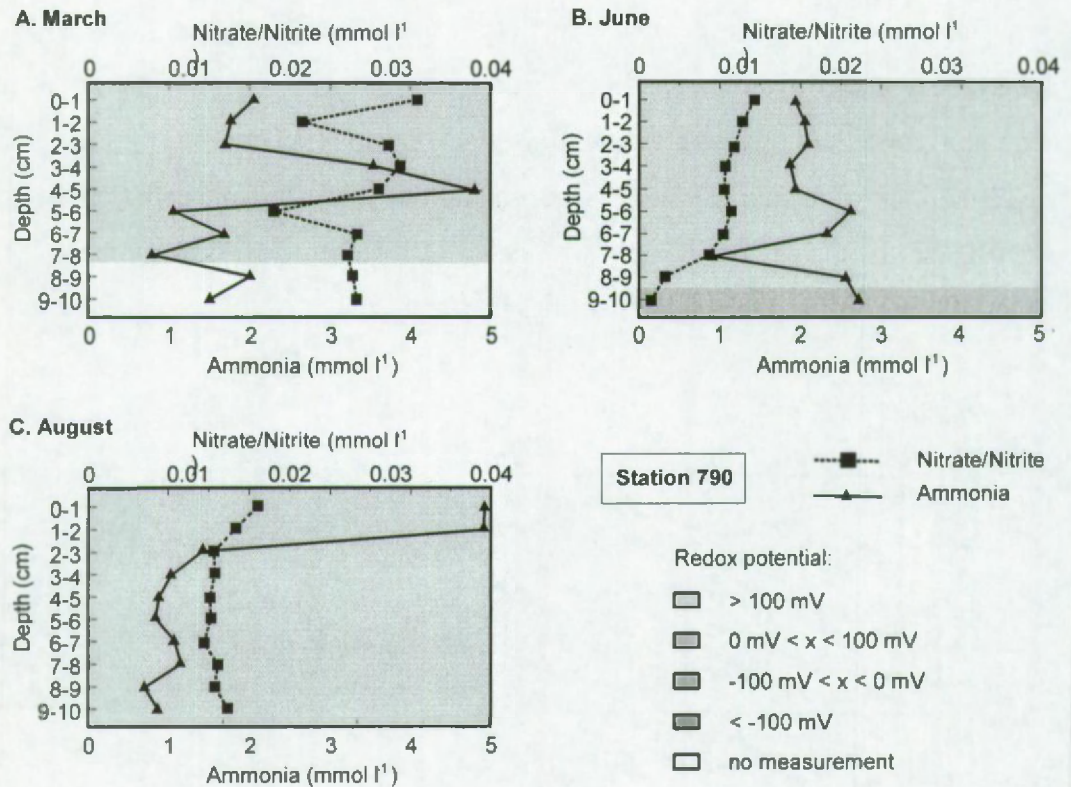 A. March
Nitrate/Nitrite (mmol l¹
0 0.01) 0.02 0.03 0.04
Depth (cm)
0-1
1-2
2-3
3-4
4-5
5-6
6-7
7-8
8-9
9-10
0 1 2 3 4 5
Ammonia (mmol l¹)
B. June
Nitrate/Nitrite (mmol l¹
0 0.01) 0.02 0.03 0.04
Depth (cm)
0-1
1-2
2-3
3-4
4-5
5-6
6-7
7-8
8-9
9-10
0 1 2 3 4 5
Ammonia (mmol l¹)
C. August
Nitrate/Nitrite (mmol l¹
0 0.01) 0.02 0.03 0.04
Depth (cm)
0-1
1-2
2-3
3-4
4-5
5-6
6-7
7-8
8-9
9-10
0 1 2 3 4 5
Ammonia (mmol l¹)
Station 790
Nitrate/Nitrite
Ammonia
Redox potential:
> 100 mV
0 mV < x < 100 mV
-100 mV < x < 0 mV
< -100 mV
no measurement